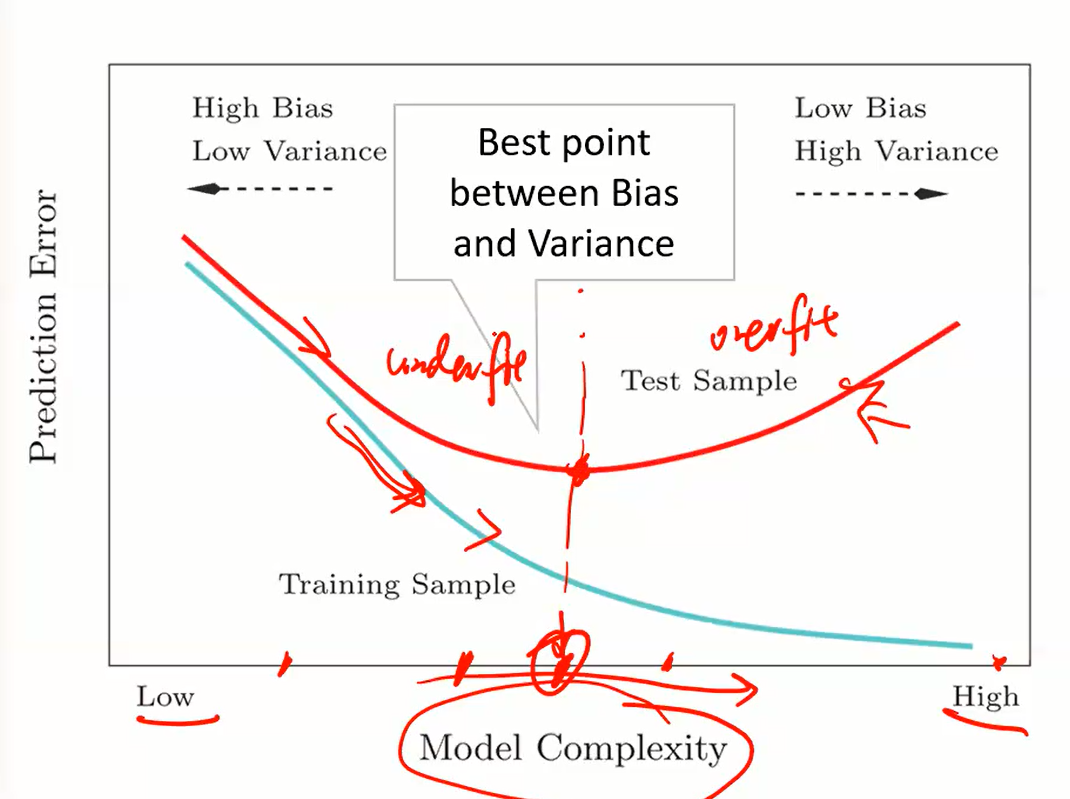 High Bias
Low Variance
Best point
between Bias
and Variance
Low Bias
High Variance
Prediction Error
underfit
overfit
Test Sample
Training Sample
Low
High
Model Complexity